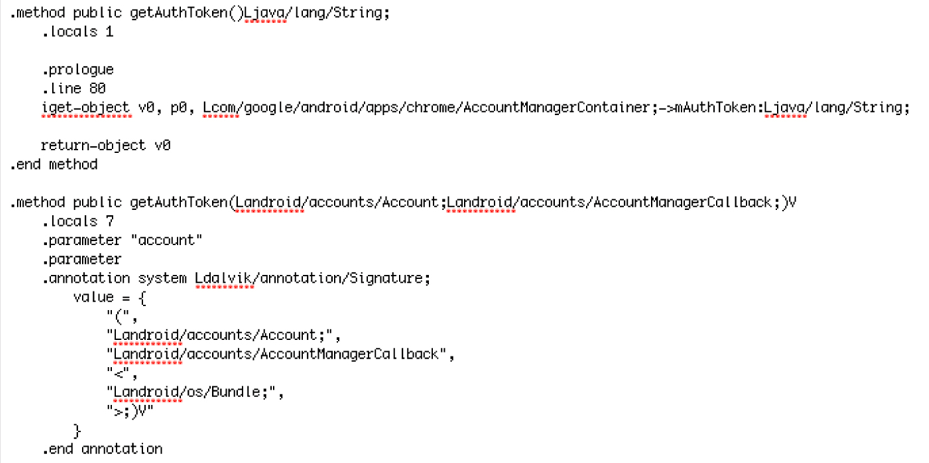 .method public getAuthToken()Ljava/lang/String;
.locals 1
.prologue
.line 80
iget-object v0, p0, Lcom/google/android/apps/chrome/AccountManagerContainer;->mAuthToken:Ljava/lang/String;
return-object v0
.end method
.method public getAuthToken(Landroid/accounts/Account;Landroid/accounts/AccountManagerCallback;)V
.locals 7
.parameter "account"
.parameter
.annotation system Ldalvik/annotation/Signature;
value = {
"(",
"Landroid/accounts/Account;",
"Landroid/accounts/AccountManagerCallback",
"<",
"Landroid/os/Bundle;",
">;)V"
}
.end annotation